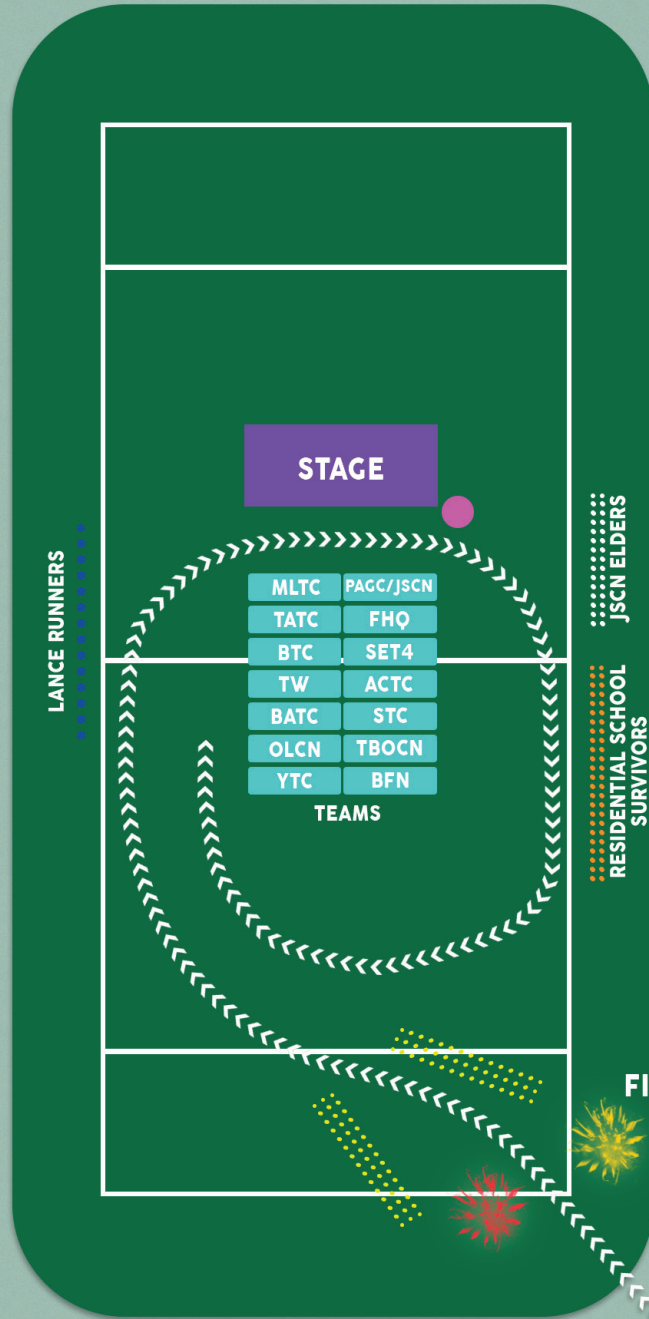 STAGE
LANCE RUNNERS
JSCN ELDERS
MLTC PAGC/JSCN
TATC FHQ
BTC SET4
TW ACTC
BATC STC
OLCN TBOCN
YTC BFN
TEAMS
RESIDENTIAL SCHOOL
SURVIVORS